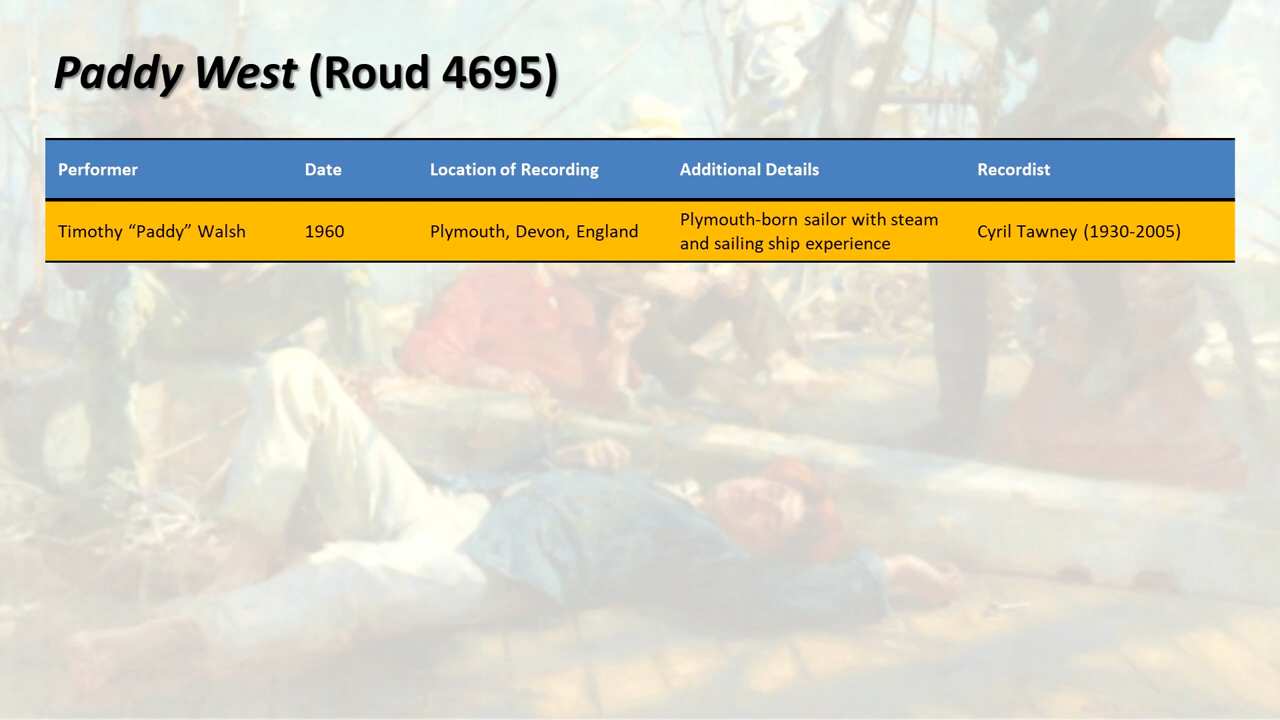 Paddy West (Roud 4695)
Performer Date Location of Recording Additional Details Recordist
Timothy “Paddy” Walsh 1960 Plymouth, Devon, England Plymouth-born sailor with steam and sailing ship experience Cyril Tawney (1930-2005)